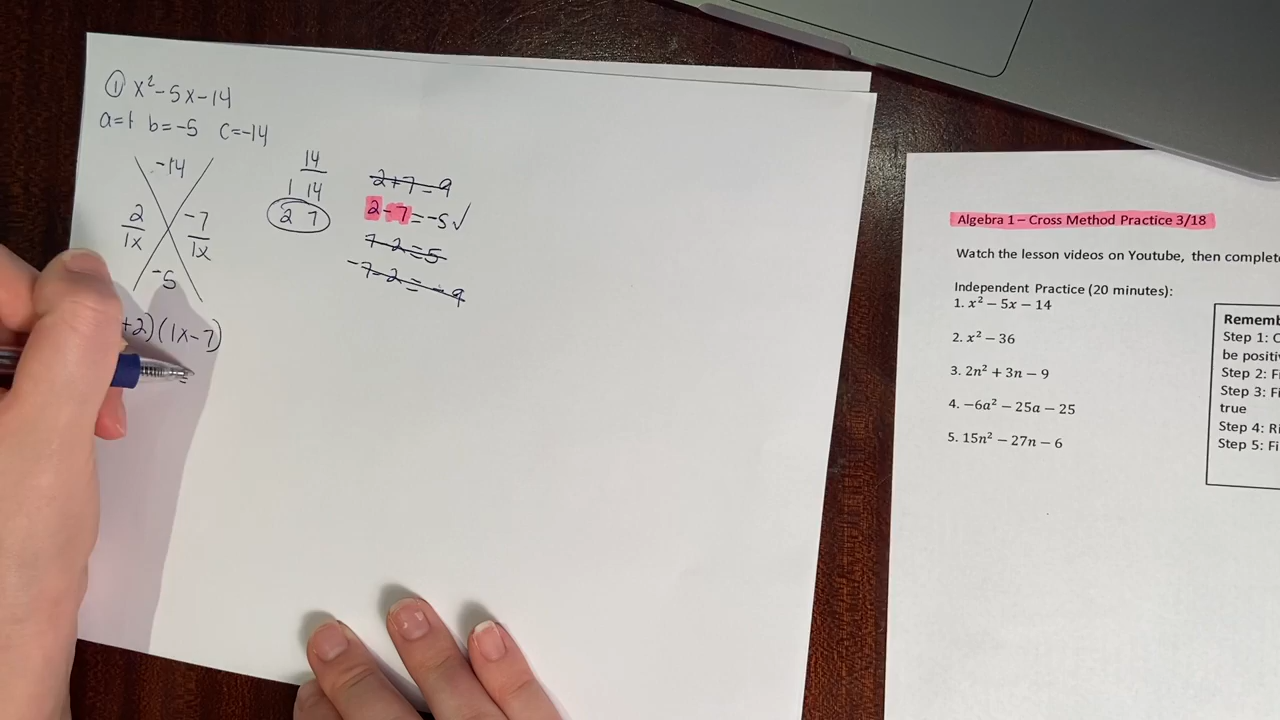 ① x² - 5x - 14
a=1 b=-5 c=-14
-14
2 -7
1x 1x
-5
+2)(1x-7)
14
1 14
2 7
2+7=9
2-7=-5✓
7-2=5
-7-2=-9
Algebra 1 – Cross Method Practice 3/18
Watch the lesson videos on Youtube, then complete
Independent Practice (20 minutes):
1. x² − 5x − 14
2. x² − 36
3. 2n² + 3n − 9
4. −6a² − 25a − 25
5. 15n² − 27n − 6
Step 1:
be positiv
Step 2:
Step 3:
true
Step 4:
Step 5: